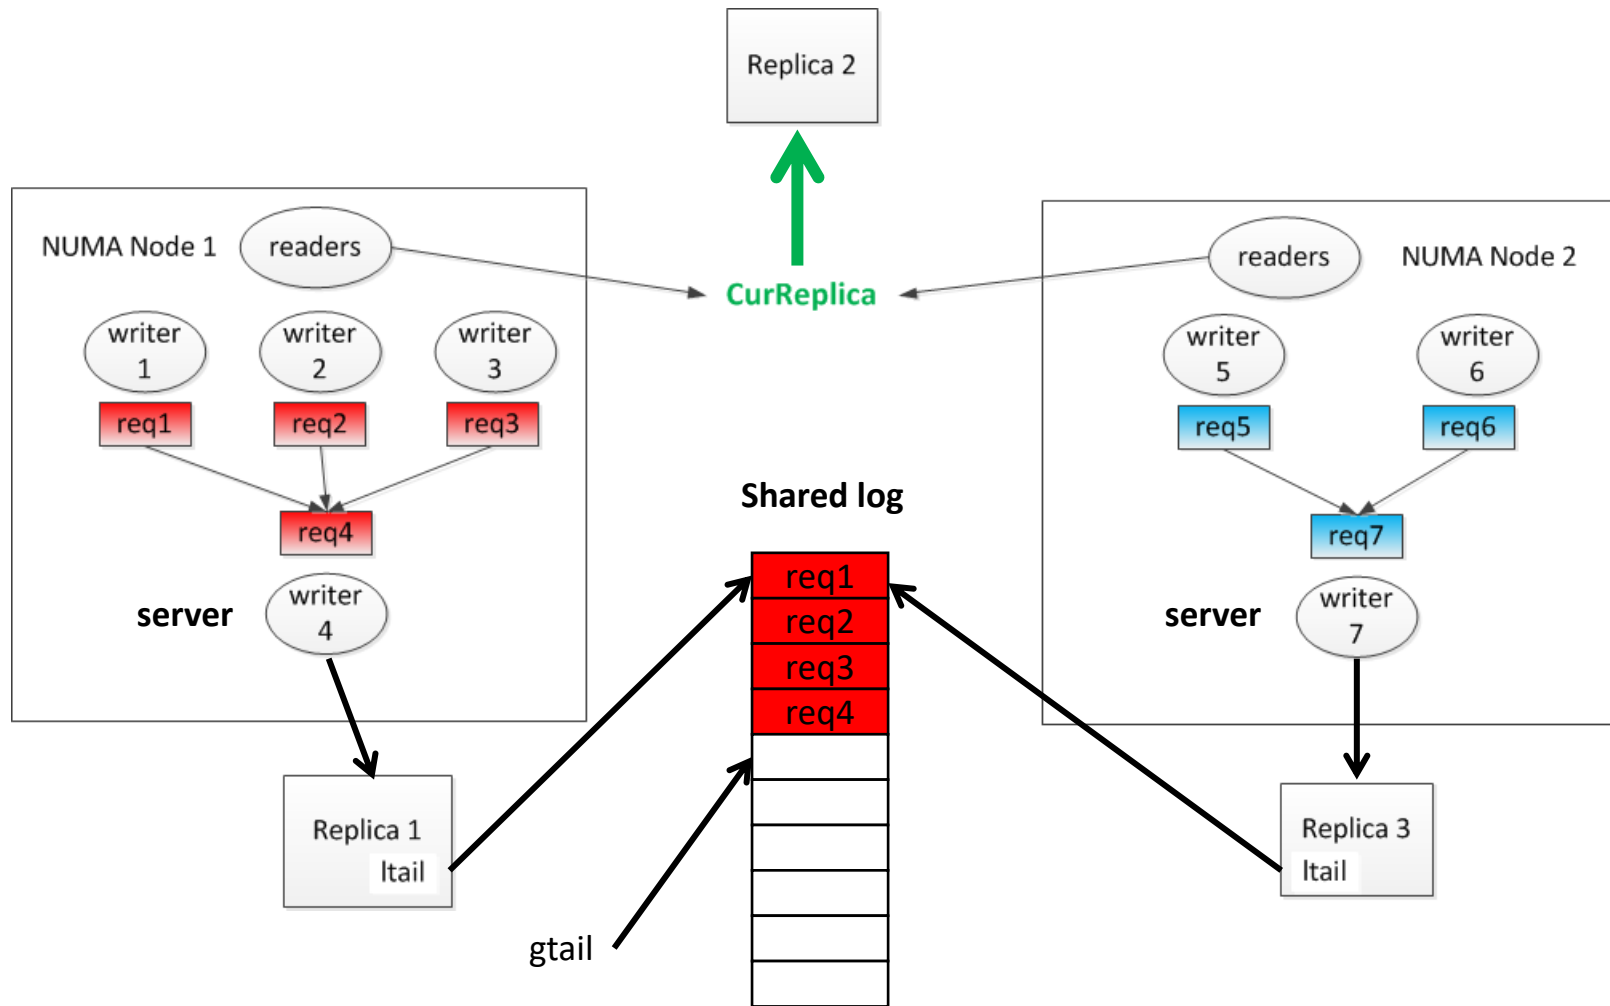 Replica 2
NUMA Node 1
readers
readers
NUMA Node 2
CurReplica
writer
1
writer
2
writer
3
writer
5
writer
6
req1
req2
req3
req5
req6
Shared log
req4
req7
server
writer
4
req1
req2
req3
req4
server
writer
7
Replica 1
ltail
Replica 3
ltail
gtail